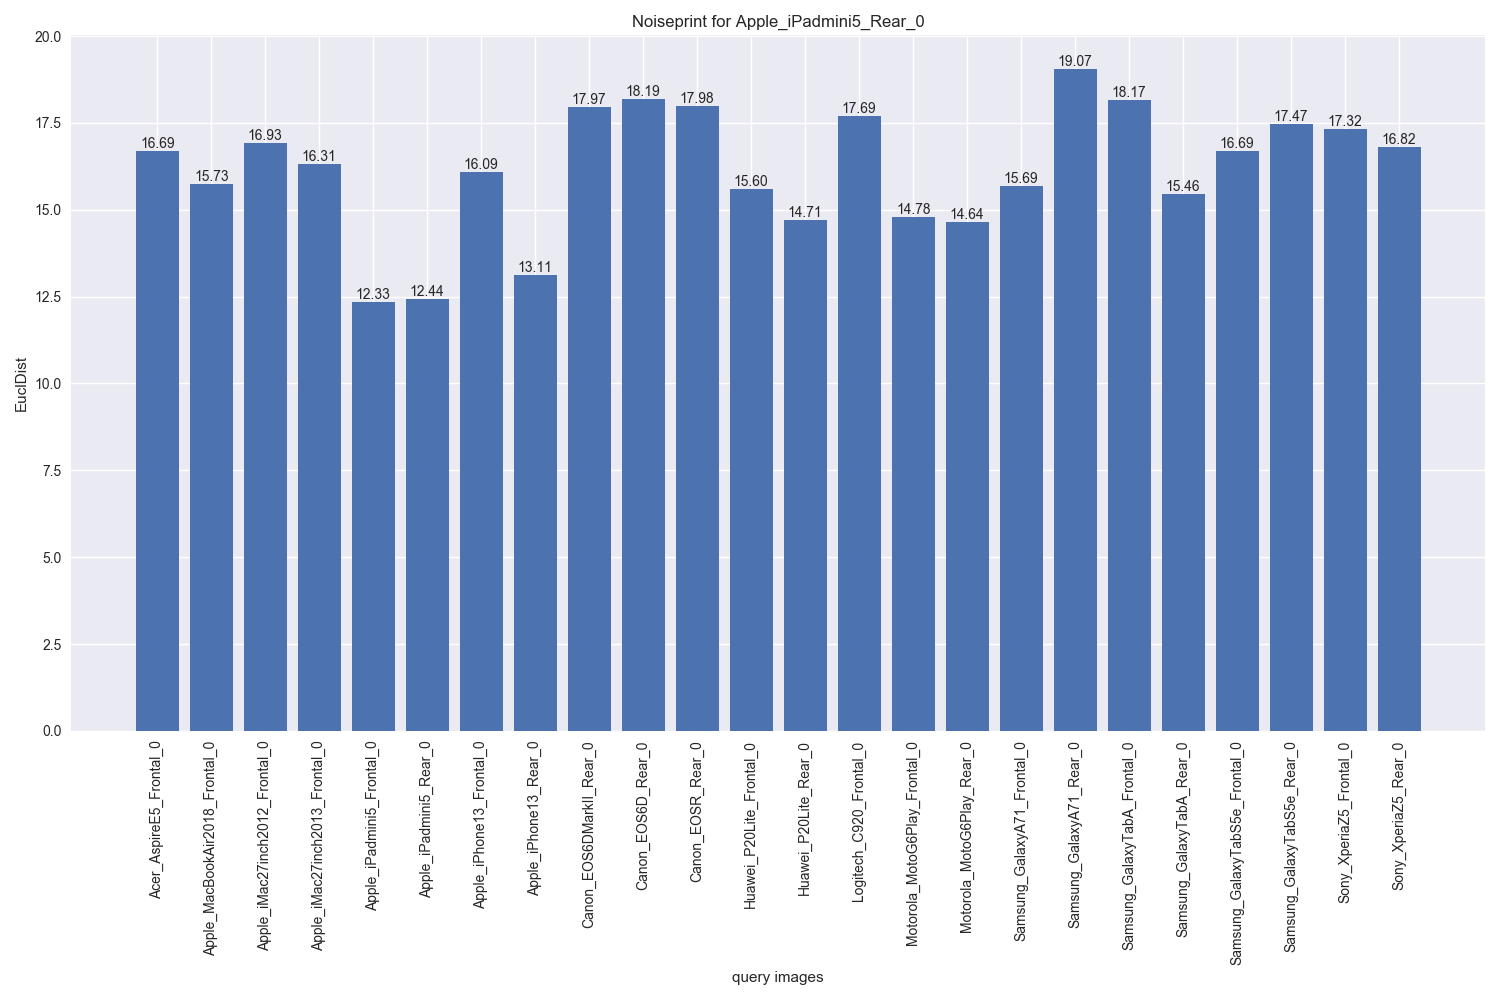 Noiseprint for Apple_iPadmini5_Rear_0
EuclDist
20.0
17.5
15.0
12.5
10.0
7.5
5.0
2.5
0.0
16.69
15.73
16.93
16.31
12.33
12.44
16.09
13.11
17.97
18.19
17.98
15.60
14.71
17.69
14.78
14.64
15.69
19.07
18.17
15.46
16.69
17.47
17.32
16.82
Acer_AspireE5_Frontal_0
Apple_MacBookAir2018_Frontal_0
Apple_iMac27inch2012_Frontal_0
Apple_iMac27inch2013_Frontal_0
Apple_iPadmini5_Frontal_0
Apple_iPadmini5_Rear_0
Apple_iPhone13_Frontal_0
Apple_iPhone13_Rear_0
Canon_EOS6DMarkII_Rear_0
Canon_EOS6D_Rear_0
Canon_EOSR_Rear_0
Huawei_P20Lite_Frontal_0
Huawei_P20Lite_Rear_0
Logitech_C920_Frontal_0
Motorola_MotoG6Play_Frontal_0
Motorola_MotoG6Play_Rear_0
Samsung_GalaxyA71_Frontal_0
Samsung_GalaxyA71_Rear_0
Samsung_GalaxyTabA_Frontal_0
Samsung_GalaxyTabA_Rear_0
Samsung_GalaxyTabS5e_Frontal_0
Samsung_GalaxyTabS5e_Rear_0
Sony_XperiaZ5_Frontal_0
Sony_XperiaZ5_Rear_0
query images